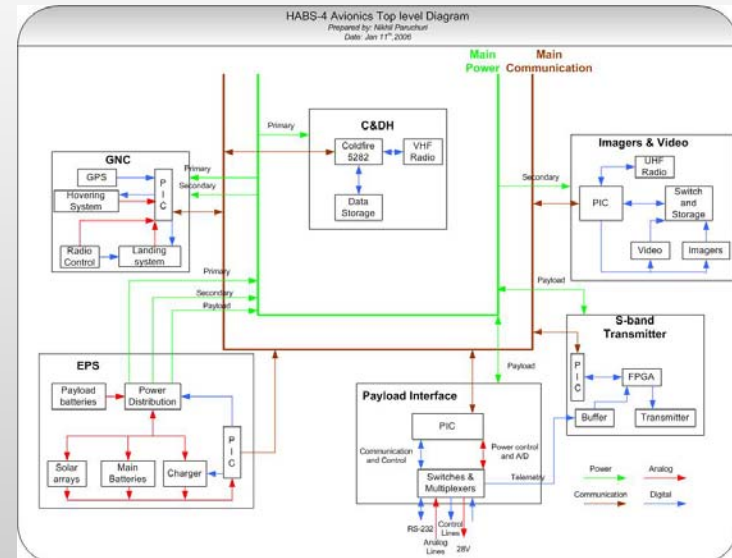 HABS-4 Avionics Top level Diagram
Prepared by: Nikhil Paruchuri
Date: Jan 11th,2006
Main
Power
Main
Communication
C&DH
Primary
Coldfire
5282
VHF
Radio
Data
Storage
GNC
GPS
Hovering
System
P
I
C
Radio
Control
Landing
system
Primary
Secondary
Imagers & Video
Secondary
UHF
Radio
PIC
Switch
and
Storage
Video
Imagers
Primary
Secondary
Payload
EPS
Payload
batteries
Power
Distribution
P
I
C
Solar
arrays
Main
Batteries
Charger
Payload
S-band
Transmitter
P
I
C
FPGA
Buffer
Transmitter
Payload
Payload Interface
PIC
Communication
and Control
Power control
and A/D
Switches &
Multiplexers
Telemetry
RS-232
Control
Lines
Analog
Lines
28V
Power
Analog
Communication
Digital